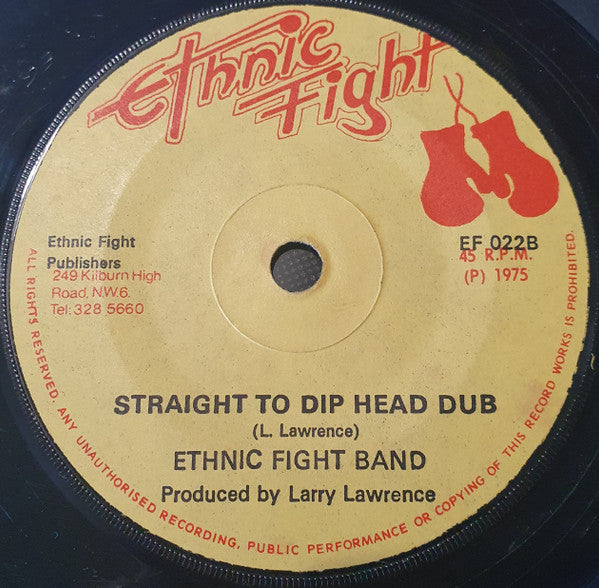 Ethnic
Fight
Ethnic Fight
Publishers
249 Kilburn High
Road, N.W.6.
Tel: 328 5660
EF 022B
45 R.P.M.
(P) 1975
STRAIGHT TO DIP HEAD DUB
(L. Lawrence)
ETHNIC FIGHT BAND
Produced by Larry Lawrence
ALL RIGHTS RESERVED. ANY UNAUTHORISED RECORDING, PUBLIC PERFORMANCE OR COPYING OF THIS RECORD WORKS IS PROHIBITED.